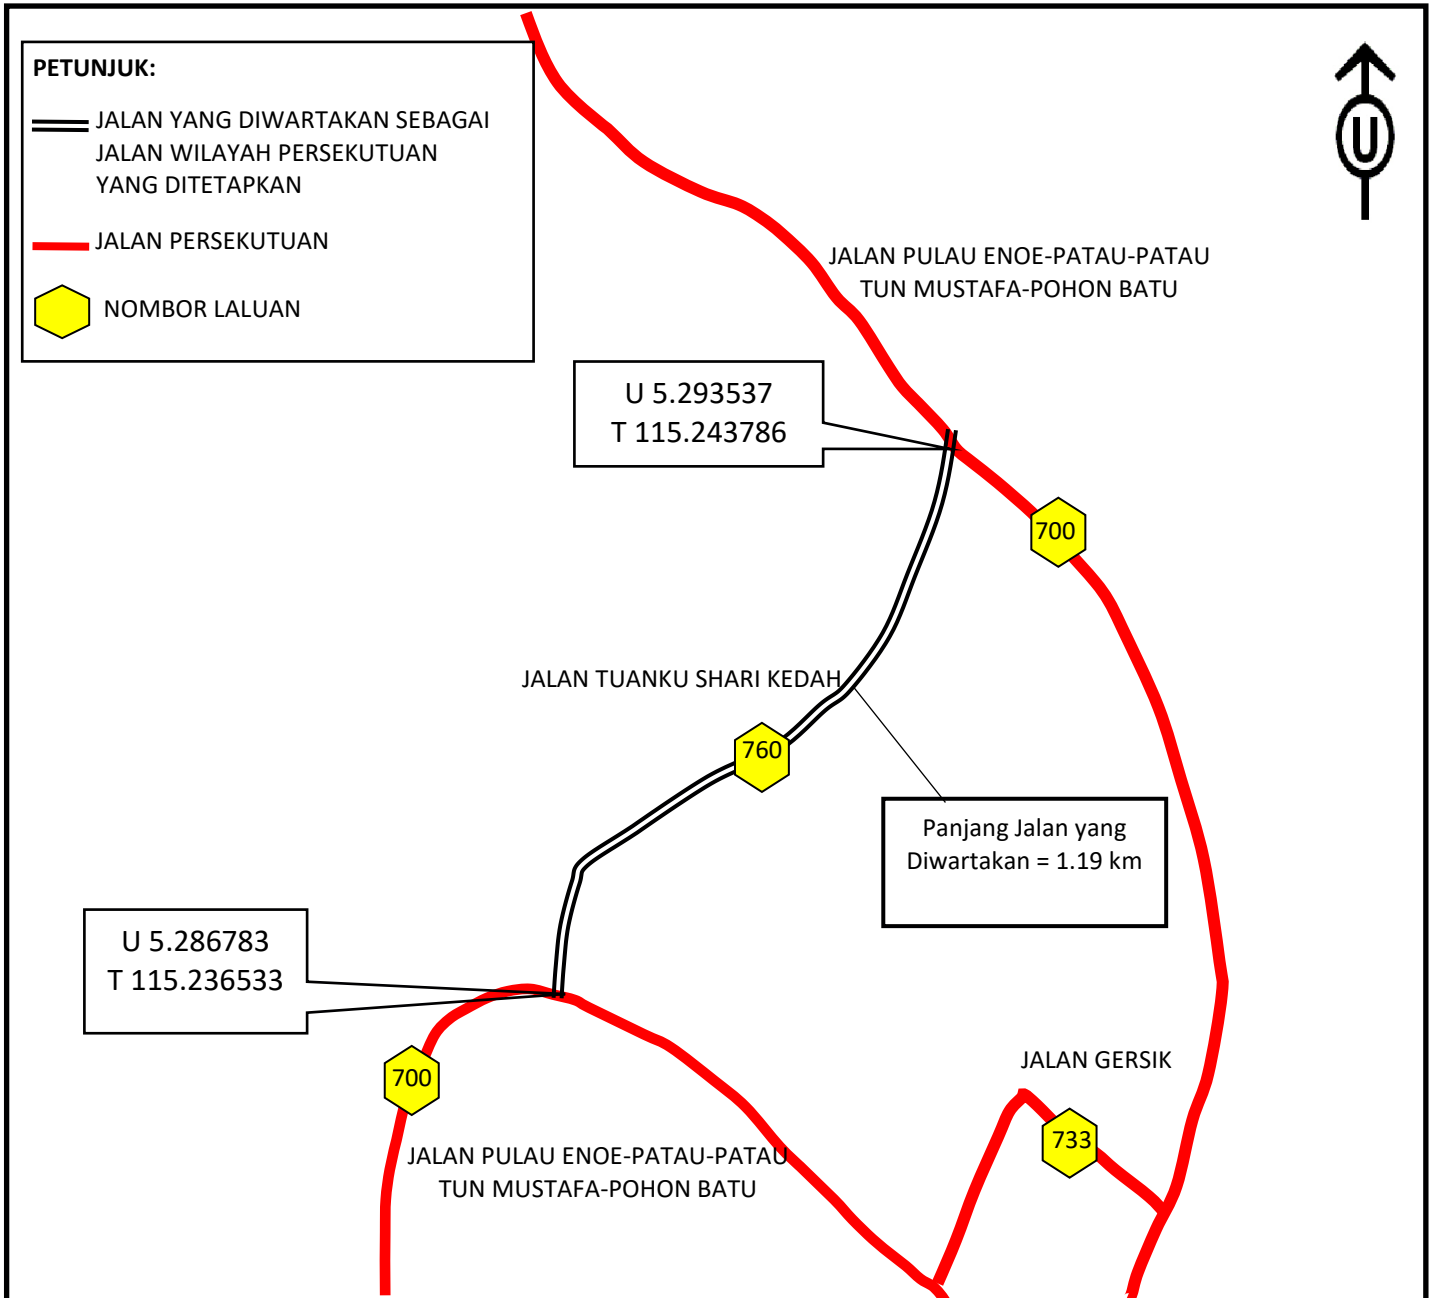 PETUNJUK:
JALAN YANG DIWARTAKAN SEBAGAI
JALAN WILAYAH PERSEKUTUAN
YANG DITETAPKAN
JALAN PERSEKUTUAN
NOMBOR LALUAN
U
JALAN PULAU ENOE-PATAU-PATAU
TUN MUSTAFA-POHON BATU
U 5.293537
T 115.243786
700
JALAN TUANKU SHARI KEDAH
760
Panjang Jalan yang
Diwartakan = 1.19 km
U 5.286783
T 115.236533
700
JALAN GERSIK
733
JALAN PULAU ENOE-PATAU-PATAU
TUN MUSTAFA-POHON BATU